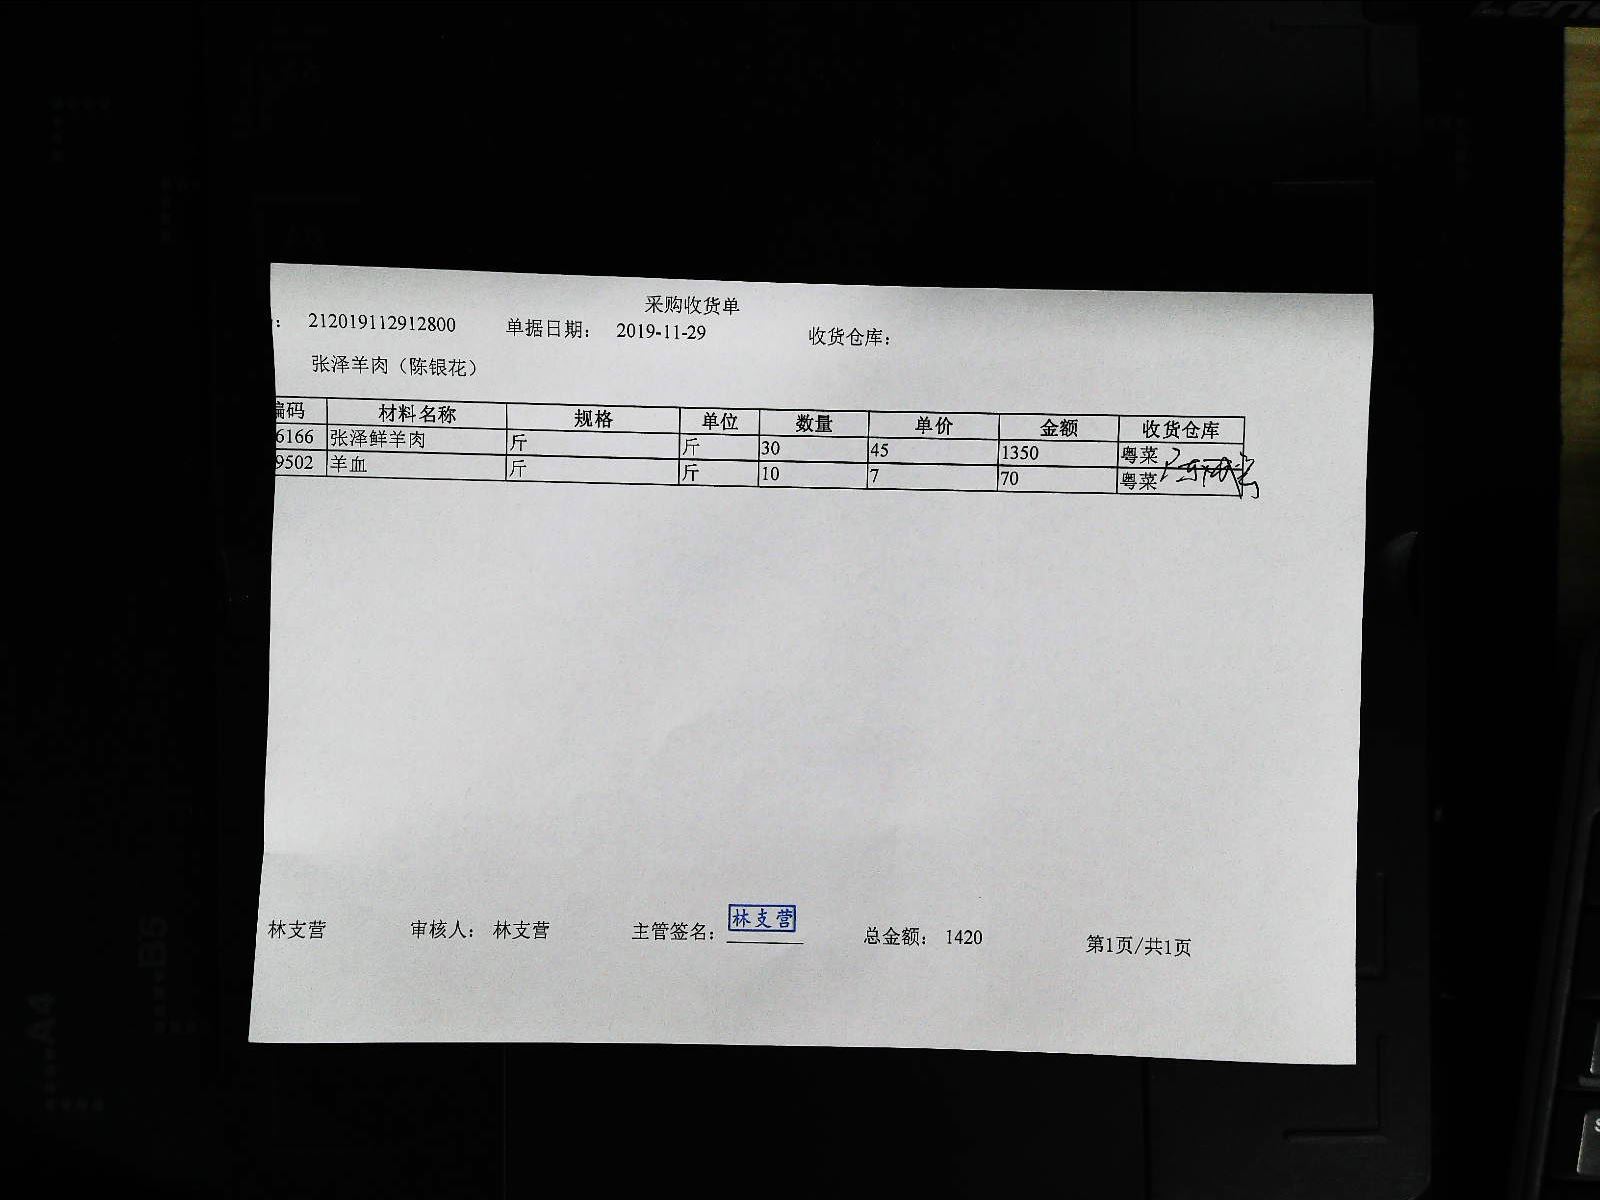 采购收货单
: 212019112912800 单据日期: 2019-11-29 收货仓库:
张泽羊肉（陈银花）
编码 材料名称 规格 单位 数量 单价 金额 收货仓库
6166 张泽鲜羊肉 斤 斤 30 45 1350 粤菜
9502 羊血 斤 斤 10 7 70 粤菜
林支营 审核人: 林支营 主管签名: 林支营 总金额: 1420 第1页/共1页
A4
B5